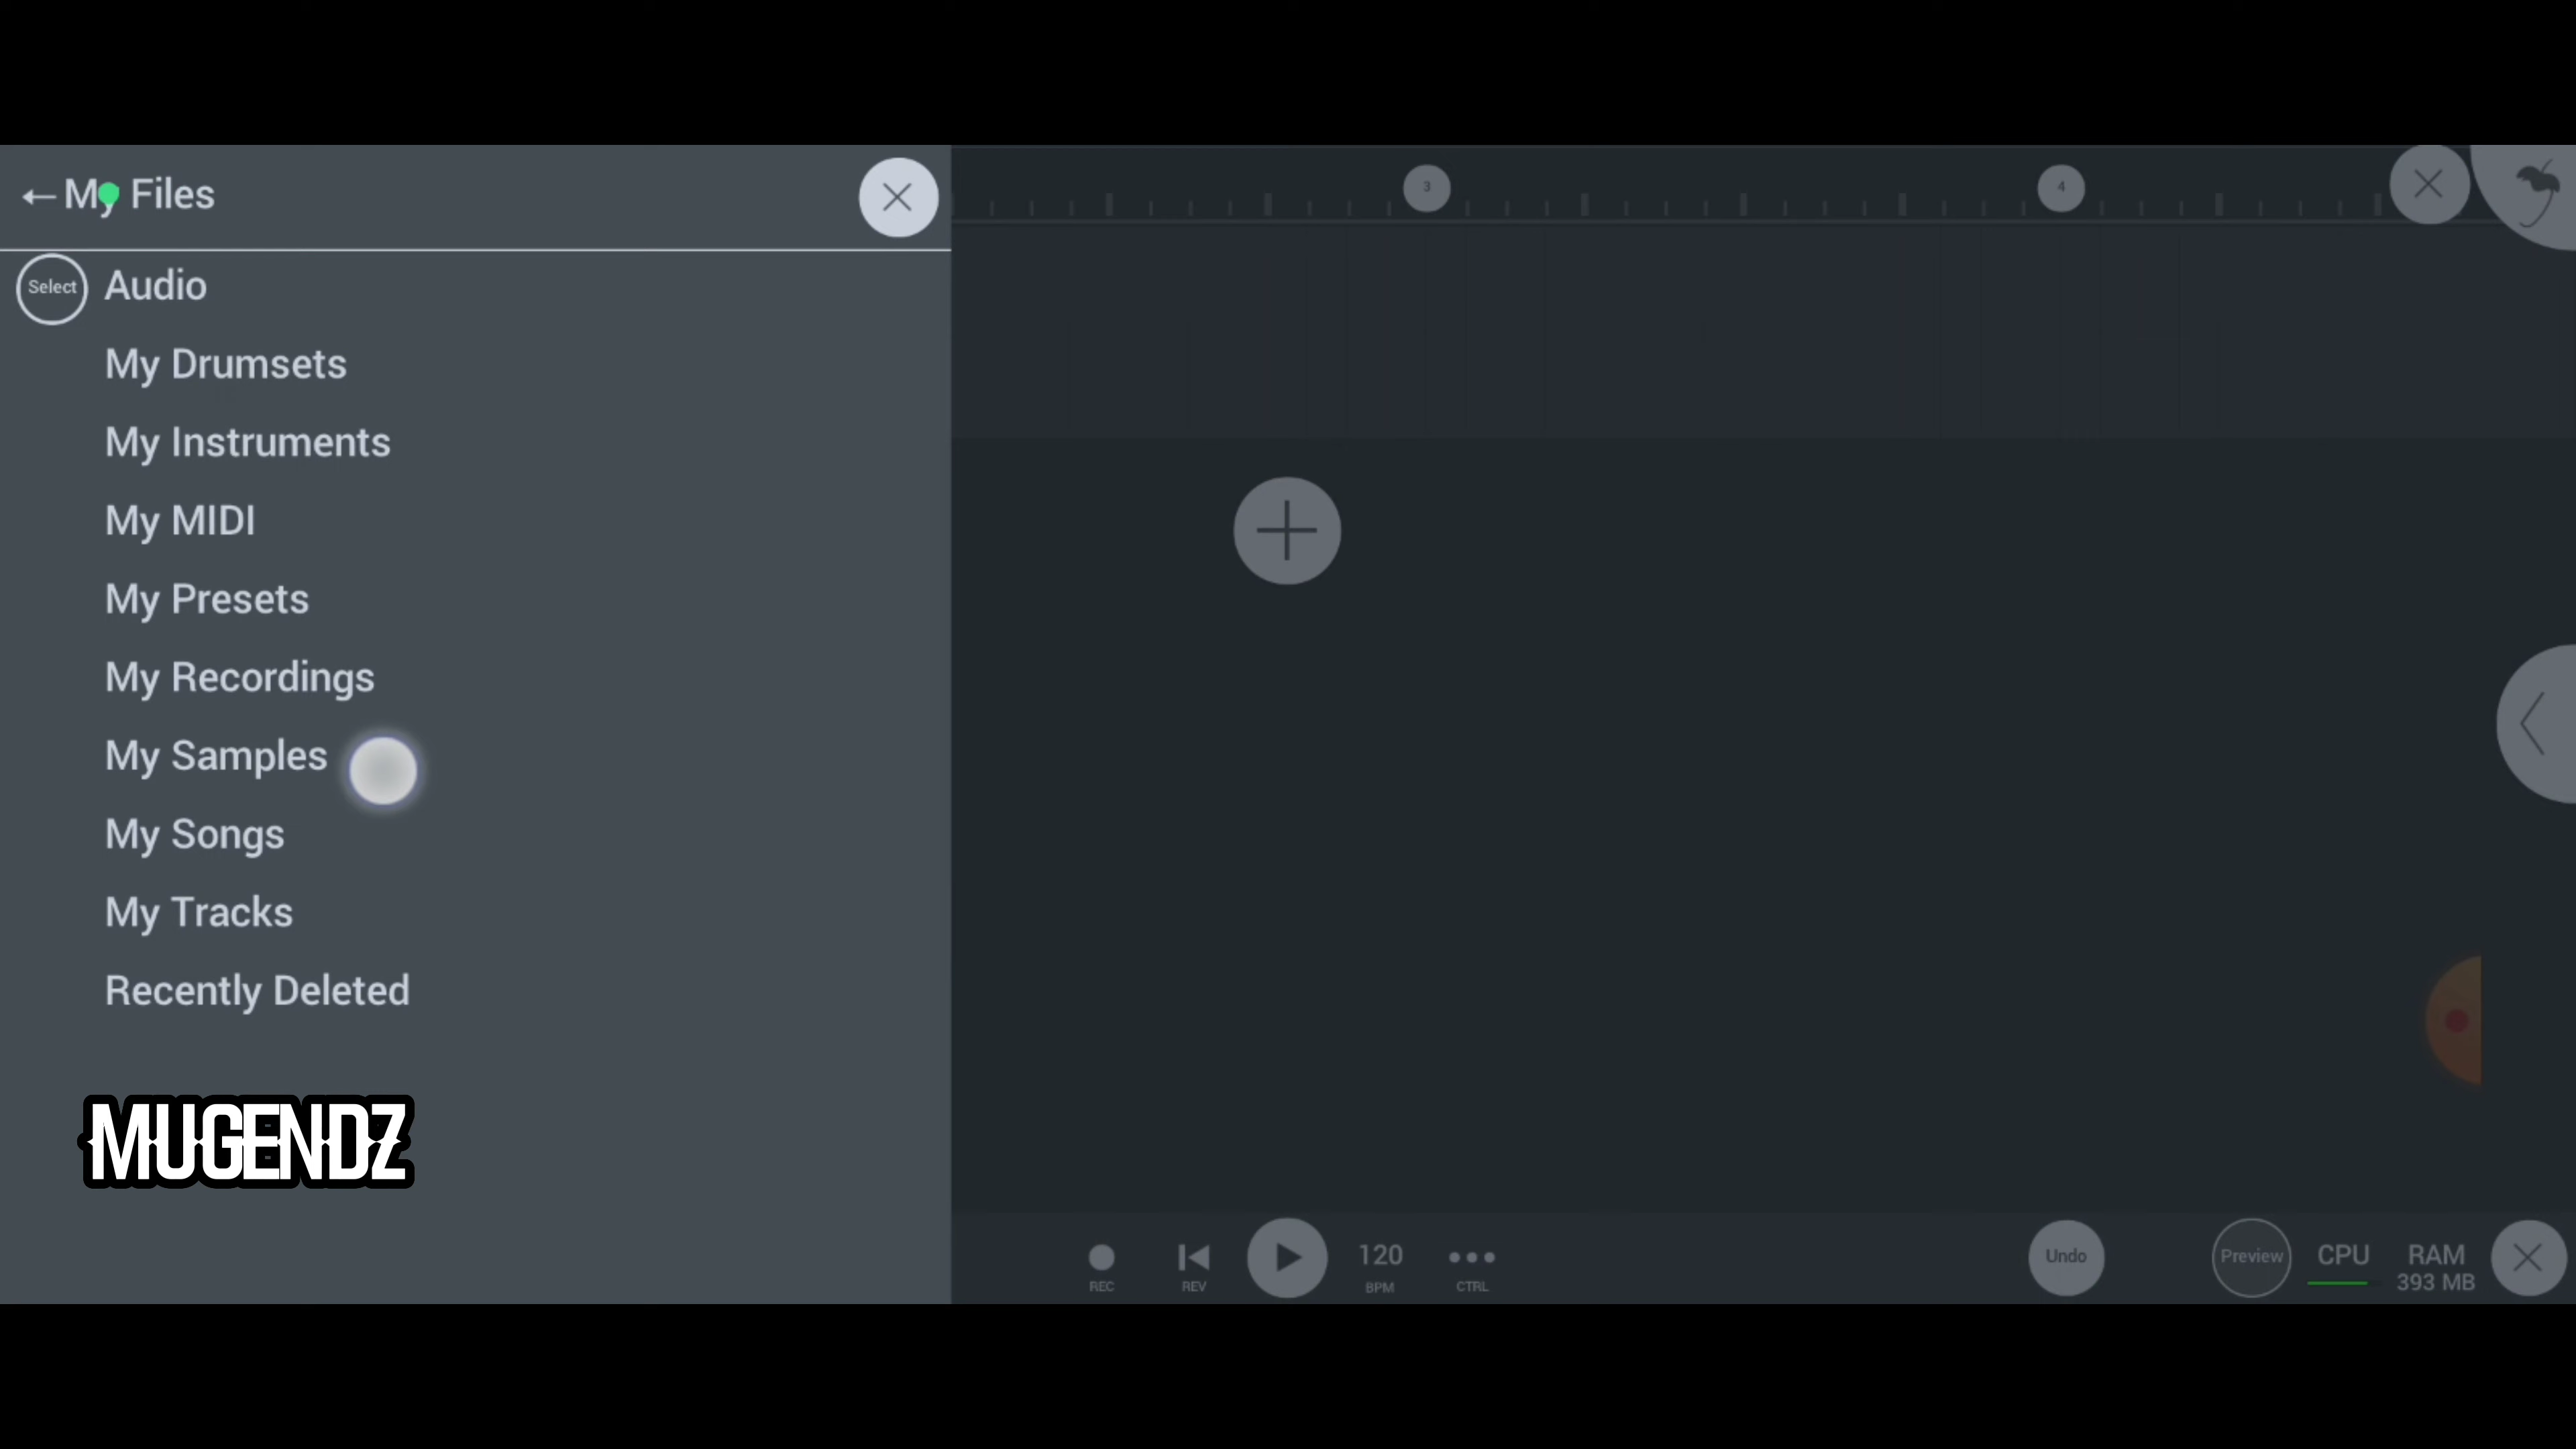 My Files
3
4
Select
Audio
My Drumsets
My Instruments
My MIDI
My Presets
My Recordings
My Samples
My Songs
My Tracks
Recently Deleted
MUGENDZ
REC
REV
120
BPM
CTRL
Undo
Preview
CPU
RAM
393 MB